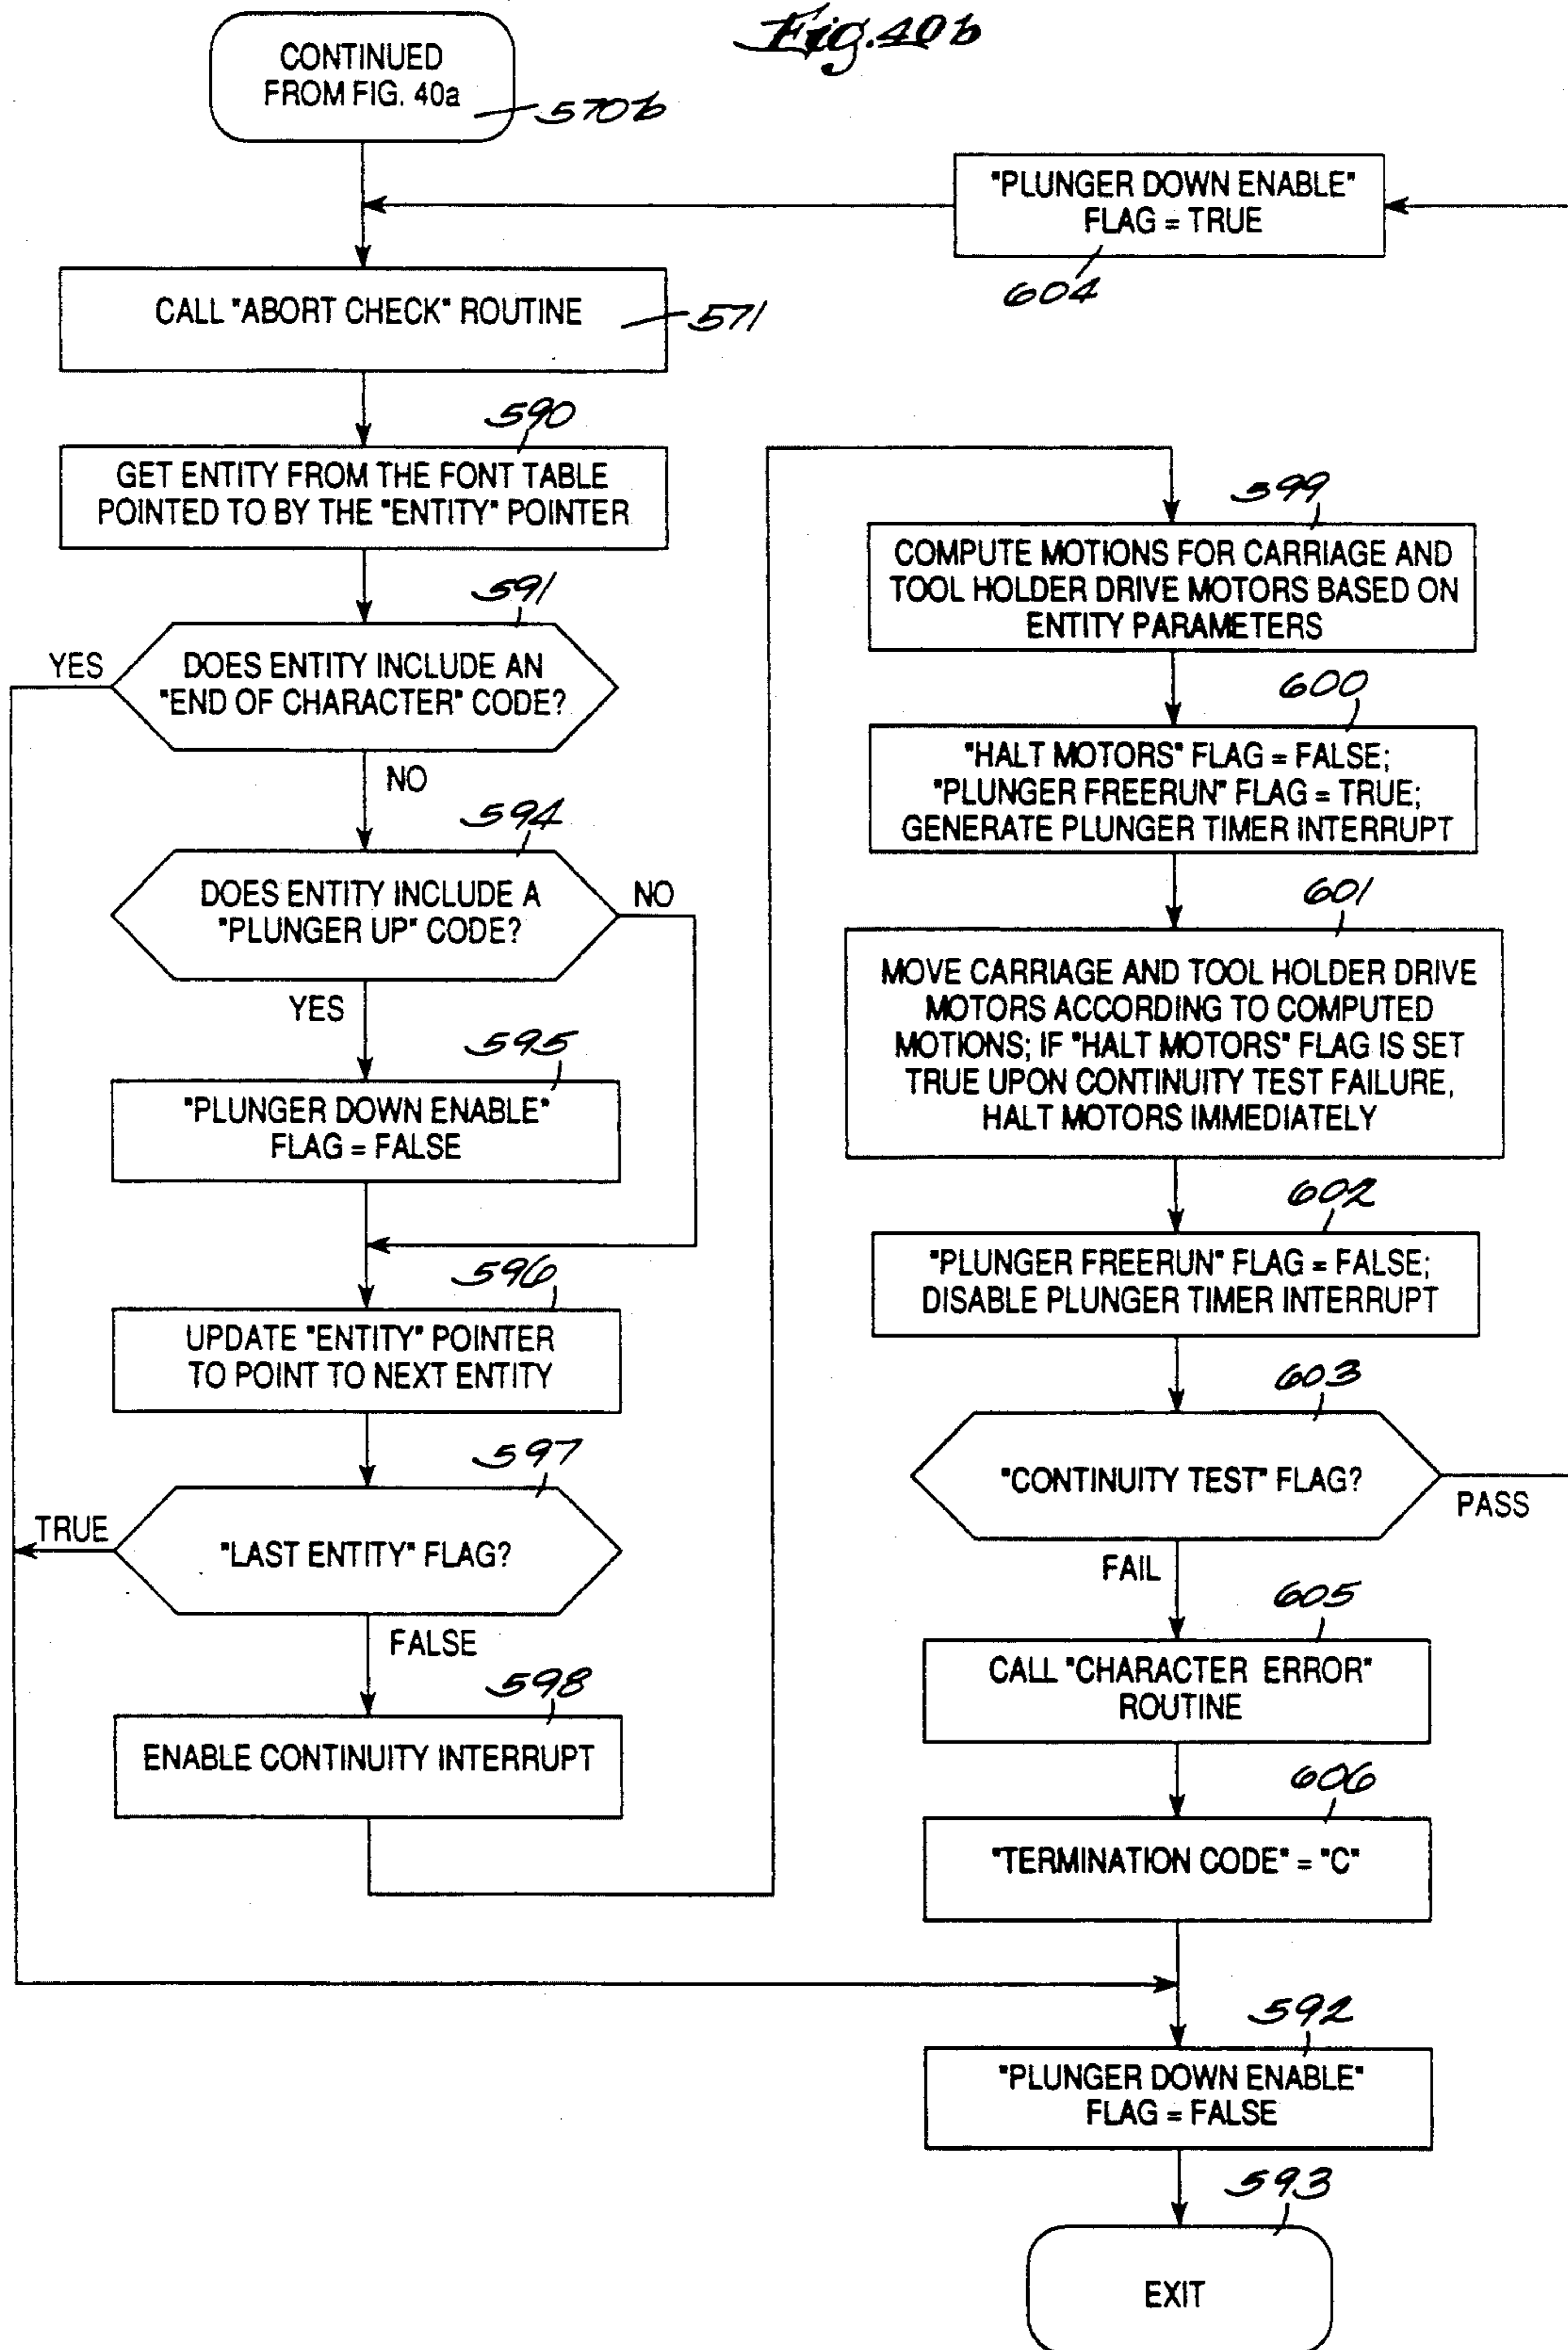 Fig. 40b
CONTINUED
FROM FIG. 40a
570b
"PLUNGER DOWN ENABLE"
FLAG = TRUE
604
CALL "ABORT CHECK" ROUTINE
571
590
GET ENTITY FROM THE FONT TABLE
POINTED TO BY THE "ENTITY" POINTER
591
YES
DOES ENTITY INCLUDE AN
"END OF CHARACTER" CODE?
NO
594
DOES ENTITY INCLUDE A
"PLUNGER UP" CODE?
NO
YES
595
"PLUNGER DOWN ENABLE"
FLAG = FALSE
596
UPDATE "ENTITY" POINTER
TO POINT TO NEXT ENTITY
597
TRUE
"LAST ENTITY" FLAG?
FALSE
598
ENABLE CONTINUITY INTERRUPT
599
COMPUTE MOTIONS FOR CARRIAGE AND
TOOL HOLDER DRIVE MOTORS BASED ON
ENTITY PARAMETERS
600
"HALT MOTORS" FLAG = FALSE;
"PLUNGER FREERUN" FLAG = TRUE;
GENERATE PLUNGER TIMER INTERRUPT
601
MOVE CARRIAGE AND TOOL HOLDER DRIVE
MOTORS ACCORDING TO COMPUTED
MOTIONS; IF "HALT MOTORS" FLAG IS SET
TRUE UPON CONTINUITY TEST FAILURE,
HALT MOTORS IMMEDIATELY
602
"PLUNGER FREERUN" FLAG = FALSE;
DISABLE PLUNGER TIMER INTERRUPT
603
"CONTINUITY TEST" FLAG?
PASS
FAIL
605
CALL "CHARACTER ERROR"
ROUTINE
606
"TERMINATION CODE" = "C"
592
"PLUNGER DOWN ENABLE"
FLAG = FALSE
593
EXIT